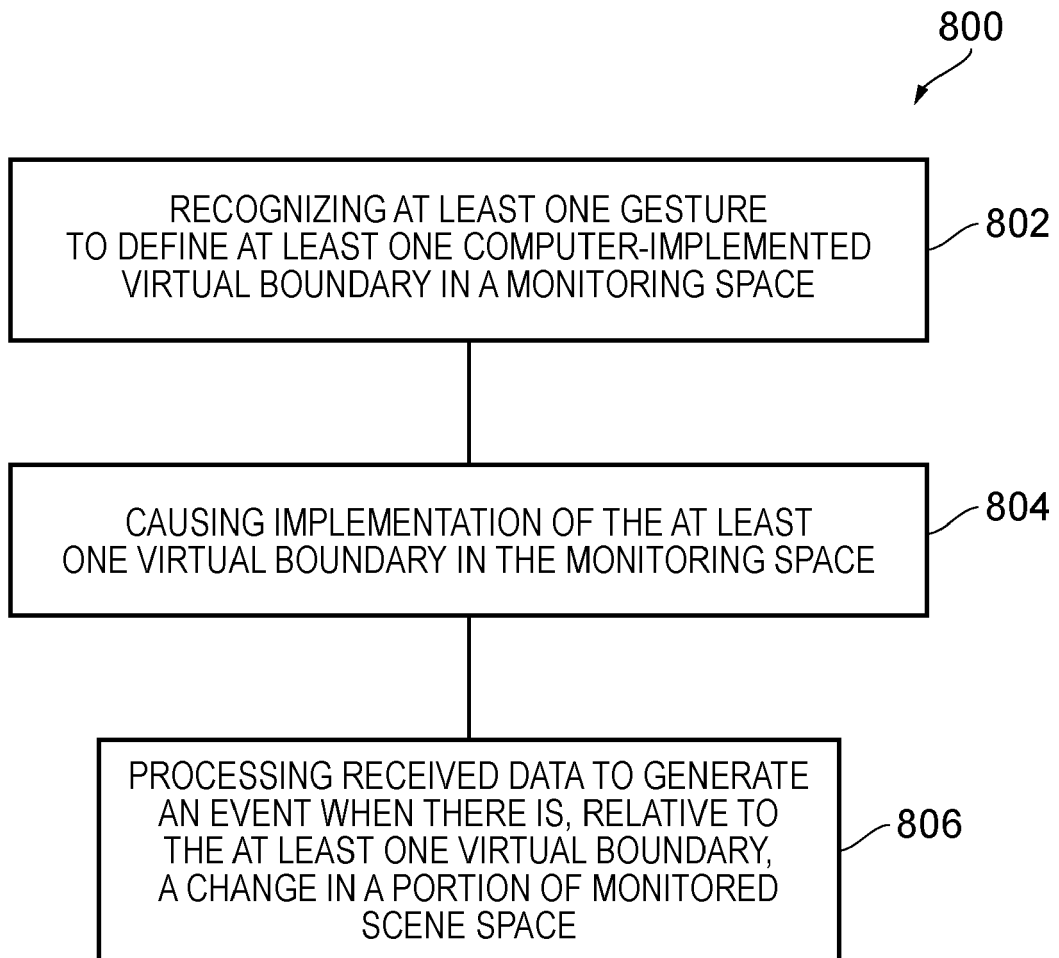 800
RECOGNIZING AT LEAST ONE GESTURE
TO DEFINE AT LEAST ONE COMPUTER-IMPLEMENTED
VIRTUAL BOUNDARY IN A MONITORING SPACE
802
CAUSING IMPLEMENTATION OF THE AT LEAST
ONE VIRTUAL BOUNDARY IN THE MONITORING SPACE
804
PROCESSING RECEIVED DATA TO GENERATE
AN EVENT WHEN THERE IS, RELATIVE TO
THE AT LEAST ONE VIRTUAL BOUNDARY,
A CHANGE IN A PORTION OF MONITORED
SCENE SPACE
806